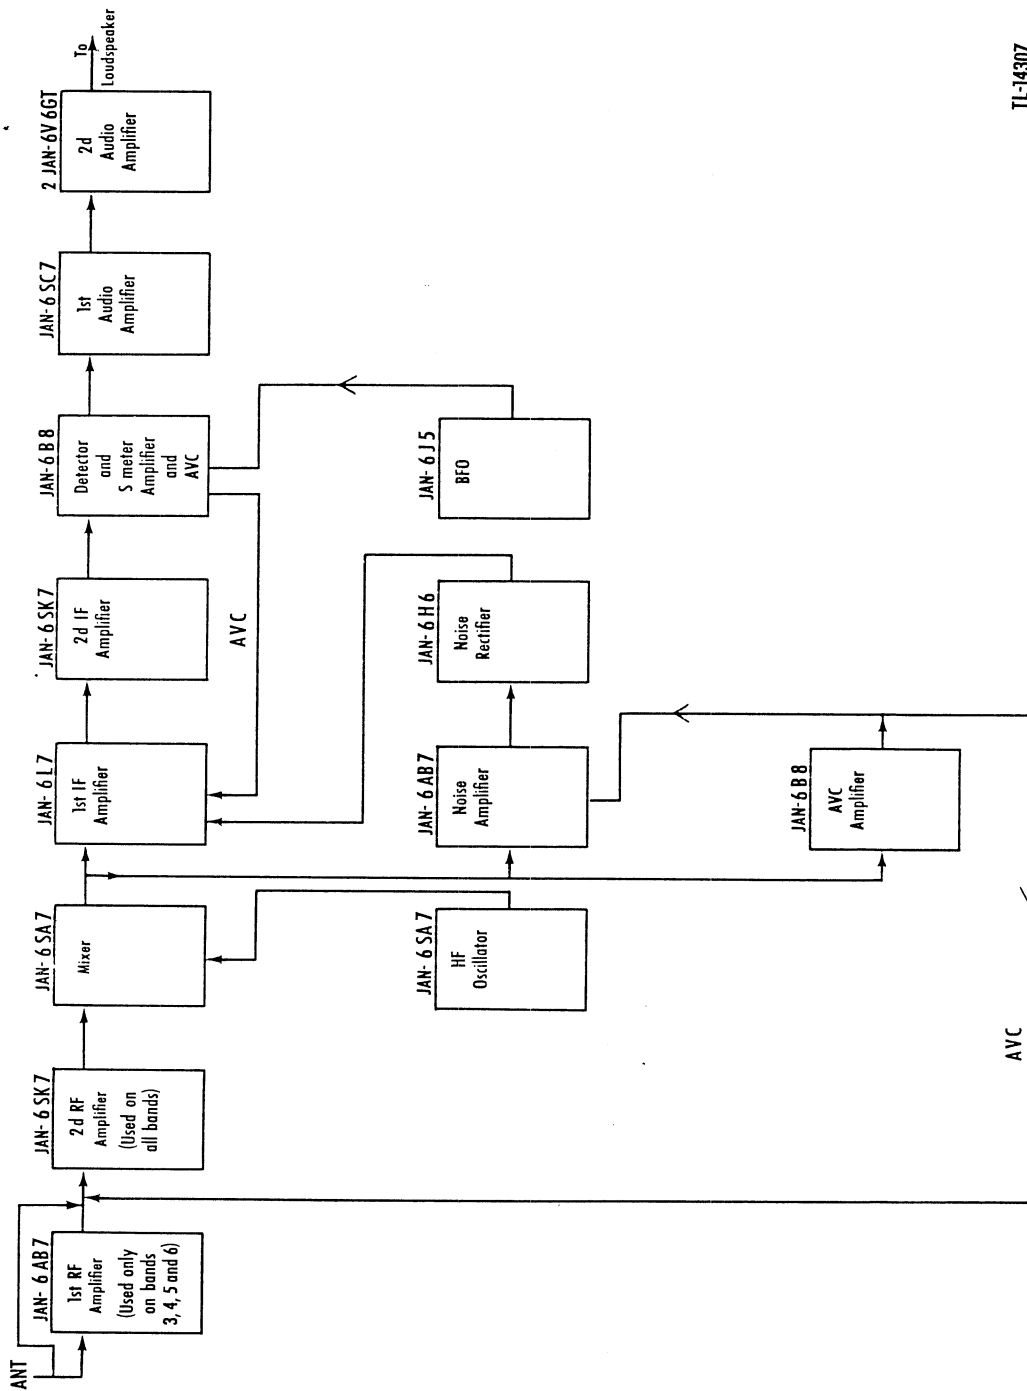 ANT
JAN-6AB7
1st RF
Amplifier
(Used only
on bands
3, 4, 5 and 6)
JAN-6SK7
2d RF
Amplifier
(Used on
all bands)
JAN-6SA7
Mixer
JAN-6L7
1st IF
Amplifier
JAN-6SK7
2d IF
Amplifier
JAN-6B8
Detector
and
S meter
Amplifier
and
AVC
JAN-6SC7
1st
Audio
Amplifier
2 JAN-6V6GT
2d
Audio
Amplifier
To
Loudspeaker
AVC
JAN-6SA7
HF
Oscillator
JAN-6AB7
Noise
Amplifier
JAN-6H6
Noise
Rectifier
JAN-6J5
BFO
JAN-6B8
AVC
Amplifier
AVC
TL-14307